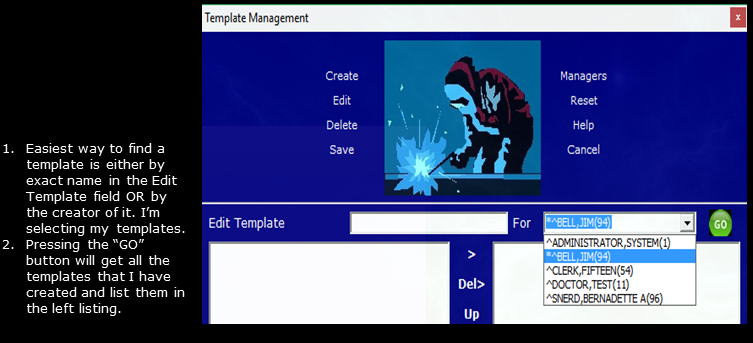 1. Easiest way to find a
template is either by
exact name in the Edit
Template field OR by
the creator of it. I’m
selecting my templates.
2. Pressing the “GO”
button will get all the
templates that I have
created and list them in
the left listing.
Template Management
x
Create
Edit
Delete
Save
Managers
Reset
Help
Cancel
Edit Template
For
*^BELL,JIM(94)
GO
^ADMINISTRATOR,SYSTEM(1)
*^BELL,JIM(94)
^CLERK,FIFTEEN(54)
^DOCTOR,TEST(11)
^SNERD,BERNADETTE A(96)
>
Del>
Up